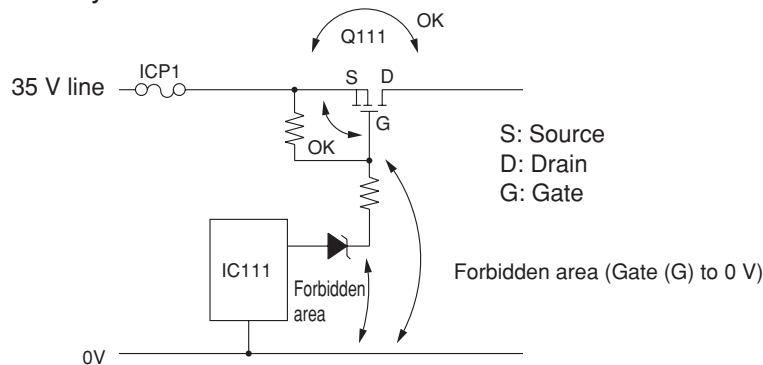 OK
Q111
ICP1
35 V line
S D
G
OK
S: Source
D: Drain
G: Gate
IC111
Forbidden
area
Forbidden area (Gate (G) to 0 V)
0V